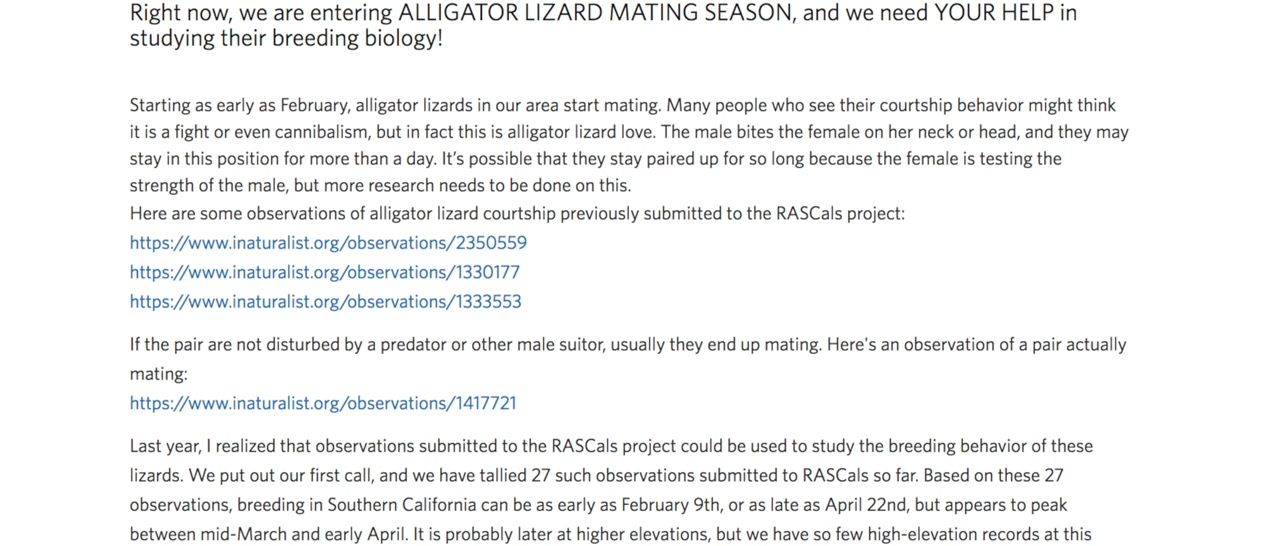 Right now, we are entering ALLIGATOR LIZARD MATING SEASON, and we need YOUR HELP in
studying their breeding biology!
Starting as early as February, alligator lizards in our area start mating. Many people who see their courtship behavior might think
it is a fight or even cannibalism, but in fact this is alligator lizard love. The male bites the female on her neck or head, and they may
stay in this position for more than a day. It’s possible that they stay paired up for so long because the female is testing the
strength of the male, but more research needs to be done on this.
Here are some observations of alligator lizard courtship previously submitted to the RASCals project:
https://www.inaturalist.org/observations/2350559
https://www.inaturalist.org/observations/1330177
https://www.inaturalist.org/observations/1333553
If the pair are not disturbed by a predator or other male suitor, usually they end up mating. Here's an observation of a pair actually
mating:
https://www.inaturalist.org/observations/1417721
Last year, I realized that observations submitted to the RASCals project could be used to study the breeding behavior of these
lizards. We put out our first call, and we have tallied 27 such observations submitted to RASCals so far. Based on these 27
observations, breeding in Southern California can be as early as February 9th, or as late as April 22nd, but appears to peak
between mid-March and early April. It is probably later at higher elevations, but we have so few high-elevation records at this